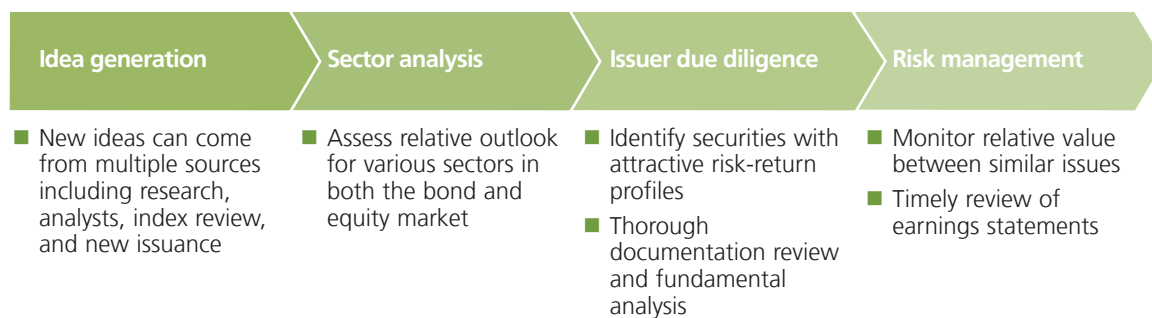 Idea generation
Sector analysis
Issuer due diligence
Risk management
■ New ideas can come
from multiple sources
including research,
analysts, index review,
and new issuance
■ Assess relative outlook
for various sectors in
both the bond and
equity market
■ Identify securities with
attractive risk-return
profiles
■ Thorough
documentation review
and fundamental
analysis
■ Monitor relative value
between similar issues
■ Timely review of
earnings statements